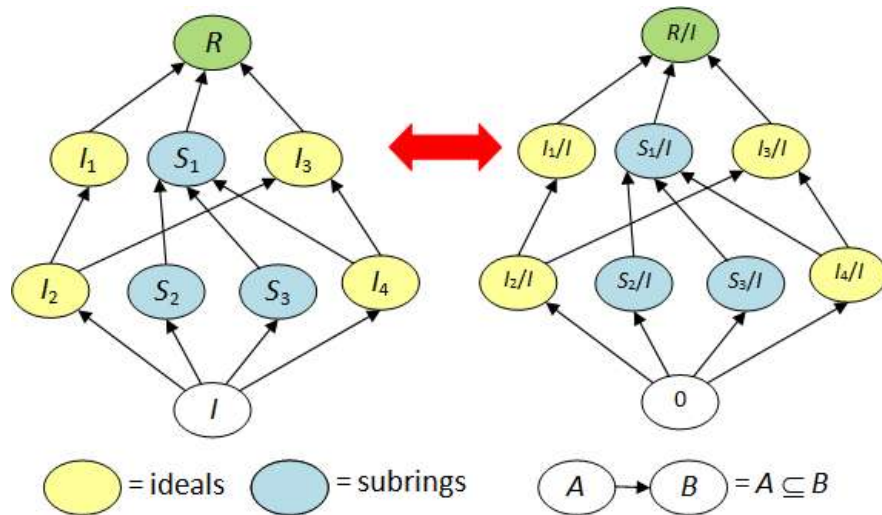 R
R/I
I₁
S₁
I₃
I₁/I
S₁/I
I₃/I
I₂
S₂
S₃
I₄
I₂/I
S₂/I
S₃/I
I₄/I
I
0
= ideals
= subrings
A
B
= A ⊆ B